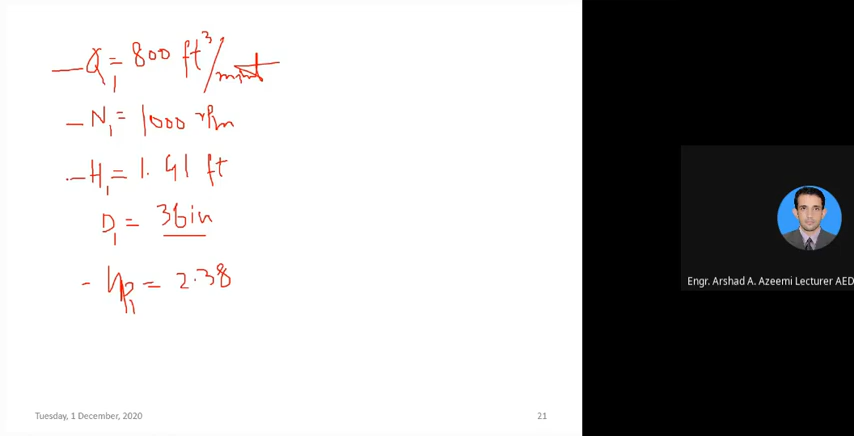 Q₁ = 800 ft³/mint
- N₁ = 1000 rpm
- H₁ = 1.41 ft
D₁ = 36in
- hp₁ = 2.38
Engr. Arshad A. Azeemi Lecturer AED
Tuesday, 1 December, 2020
21